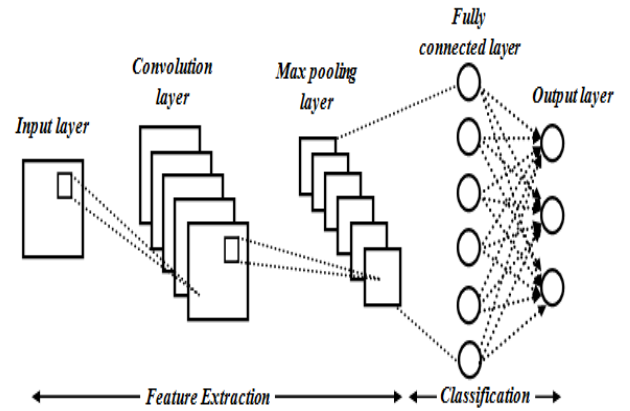 Input layer
Convolution
layer
Max pooling
layer
Fully
connected layer
Output layer
Feature Extraction
Classification